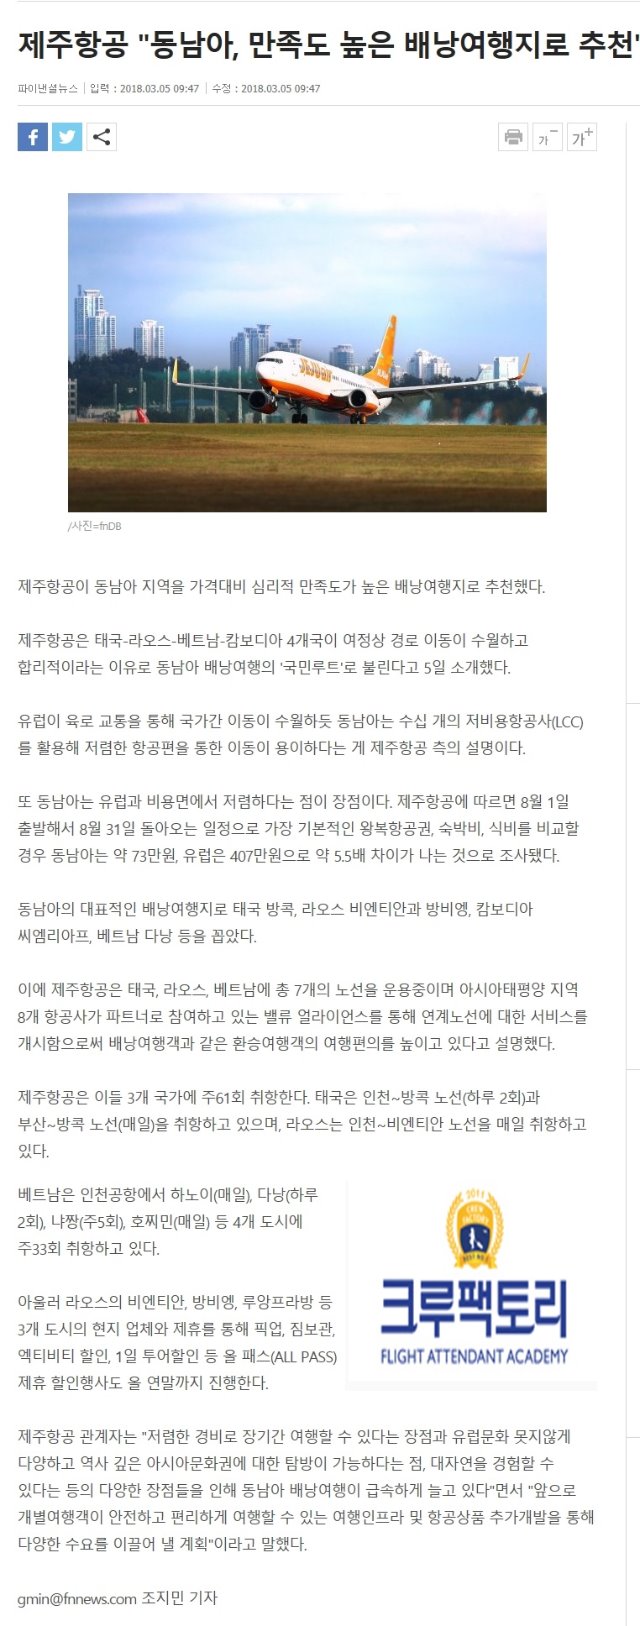 제주항공 "동남아, 만족도 높은 배낭여행지로 추천"
파이낸셜뉴스 | 입력 : 2018.03.05 09:47 | 수정 : 2018.03.05 09:47
f
가- 가+
JEJUair
/사진=fnDB
제주항공이 동남아 지역을 가격대비 심리적 만족도가 높은 배낭여행지로 추천했다.
제주항공은 태국-라오스-베트남-캄보디아 4개국이 여정상 경로 이동이 수월하고
합리적이라는 이유로 동남아 배낭여행의 '국민루트'로 불린다고 5일 소개했다.
유럽이 육로 교통을 통해 국가간 이동이 수월하듯 동남아는 수십 개의 저비용항공사(LCC)
를 활용해 저렴한 항공편을 통한 이동이 용이하다는 게 제주항공 측의 설명이다.
또 동남아는 유럽과 비용면에서 저렴하다는 점이 장점이다. 제주항공에 따르면 8월 1일
출발해서 8월 31일 돌아오는 일정으로 가장 기본적인 왕복항공권, 숙박비, 식비를 비교할
경우 동남아는 약 73만원, 유럽은 407만원으로 약 5.5배 차이가 나는 것으로 조사됐다.
동남아의 대표적인 배낭여행지로 태국 방콕, 라오스 비엔티안과 방비엥, 캄보디아
씨엠리아프, 베트남 다낭 등을 꼽았다.
이에 제주항공은 태국, 라오스, 베트남에 총 7개의 노선을 운용중이며 아시아태평양 지역
8개 항공사가 파트너로 참여하고 있는 밸류 얼라이언스를 통해 연계노선에 대한 서비스를
개시함으로써 배낭여행객과 같은 환승여행객의 여행편의를 높이고 있다고 설명했다.
제주항공은 이들 3개 국가에 주61회 취항한다. 태국은 인천~방콕 노선(하루 2회)과
부산~방콕 노선(매일)을 취항하고 있으며, 라오스는 인천~비엔티안 노선을 매일 취항하고
있다.
베트남은 인천공항에서 하노이(매일), 다낭(하루
2회), 냐짱(주5회), 호찌민(매일) 등 4개 도시에
주33회 취항하고 있다.
아울러 라오스의 비엔티안, 방비엥, 루앙프라방 등
3개 도시의 현지 업체와 제휴를 통해 픽업, 짐보관,
엑티비티 할인, 1일 투어할인 등 올 패스(ALL PASS)
제휴 할인행사도 올 연말까지 진행한다.
2011
CREW
FACTORY
크루팩토리
FLIGHT ATTENDANT ACADEMY
제주항공 관계자는 "저렴한 경비로 장기간 여행할 수 있다는 장점과 유럽문화 못지않게
다양하고 역사 깊은 아시아문화권에 대한 탐방이 가능하다는 점, 대자연을 경험할 수
있다는 등의 다양한 장점들을 인해 동남아 배낭여행이 급속하게 늘고 있다"면서 "앞으로
개별여행객이 안전하고 편리하게 여행할 수 있는 여행인프라 및 항공상품 추가개발을 통해
다양한 수요를 이끌어 낼 계획"이라고 말했다.
gmin@fnnews.com 조지민 기자